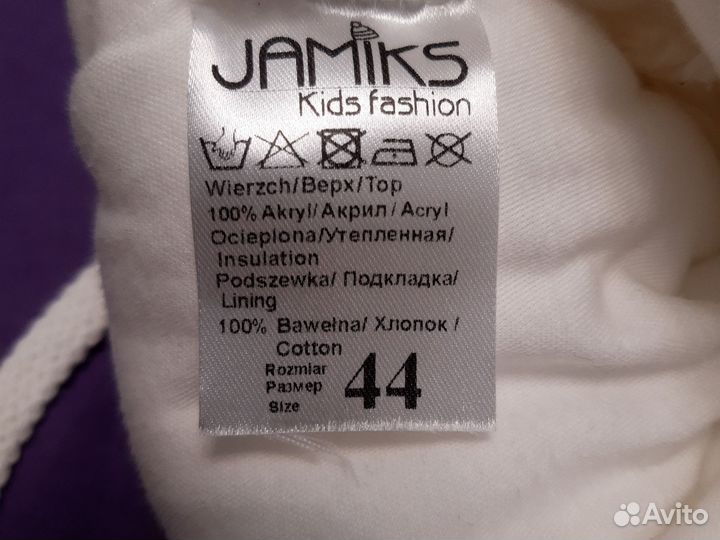 JAMIKS
Kids fashion
Wierzch/Верх/Top
100% Akryl/Акрил/Acryl
Ocieplona/Утепленная/
Insulation
Podszewka/Подкладка/
Lining
100% Bawełna/Хлопок/
Cotton
Rozmiar
Размер
Size
44
Avito